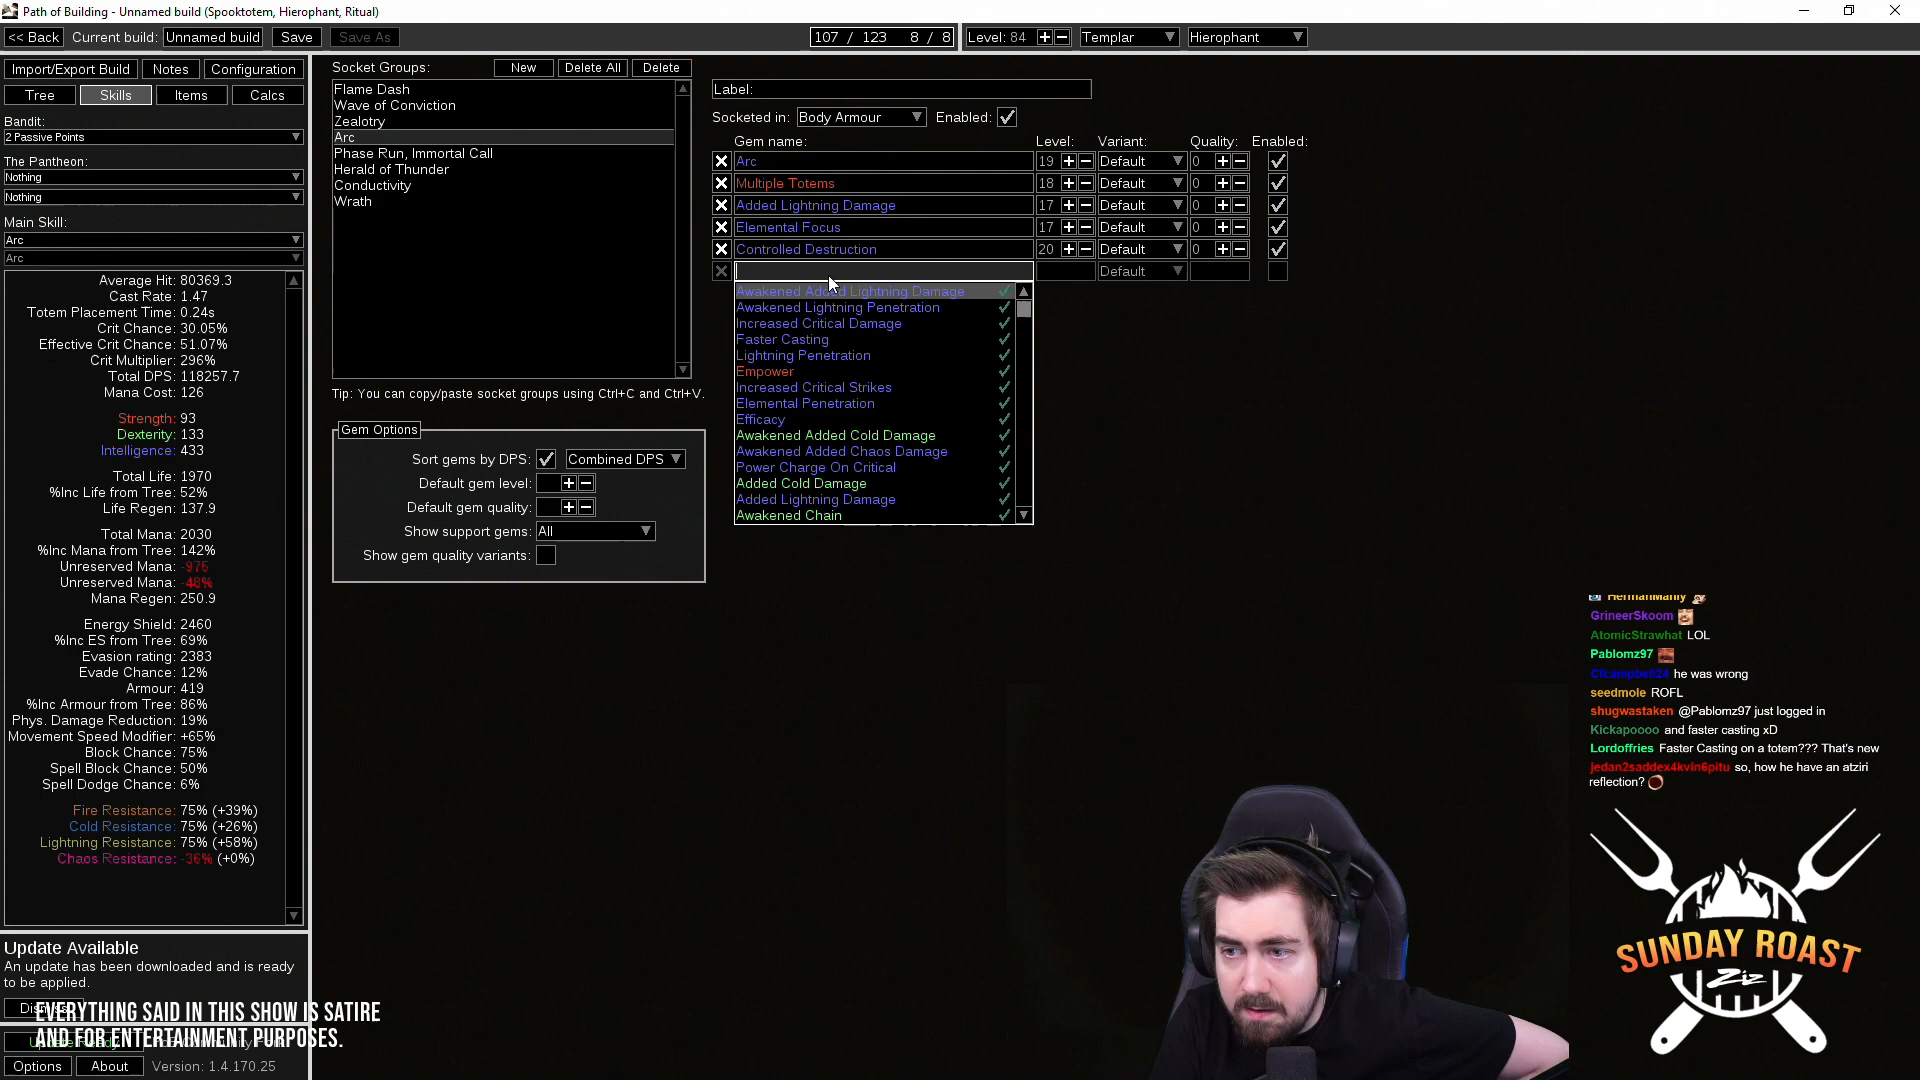 Path of Building - Unnamed build (Spooktotem, Hierophant, Ritual)
<< Back Current build: Unnamed build Save Save As 107 / 123 8 / 8 Level: 84 + - Templar Hierophant
Import/Export Build Notes Configuration
Tree Skills Items Calcs
Bandit:
2 Passive Points
The Pantheon:
Nothing
Nothing
Main Skill:
Arc
Arc
Average Hit: 80369.3
Cast Rate: 1.47
Totem Placement Time: 0.24s
Crit Chance: 30.05%
Effective Crit Chance: 51.07%
Crit Multiplier: 296%
Total DPS: 118257.7
Mana Cost: 126
Strength: 93
Dexterity: 133
Intelligence: 433
Total Life: 1970
%Inc Life from Tree: 52%
Life Regen: 137.9
Total Mana: 2030
%Inc Mana from Tree: 142%
Unreserved Mana: -975
Unreserved Mana: -48%
Mana Regen: 250.9
Energy Shield: 2460
%Inc ES from Tree: 69%
Evasion rating: 2383
Evade Chance: 12%
Armour: 419
%Inc Armour from Tree: 86%
Phys. Damage Reduction: 19%
Movement Speed Modifier: +65%
Block Chance: 75%
Spell Block Chance: 50%
Spell Dodge Chance: 6%
Fire Resistance: 75% (+39%)
Cold Resistance: 75% (+26%)
Lightning Resistance: 75% (+58%)
Chaos Resistance: -36% (+0%)
Update Available
An update has been downloaded and is ready
to be applied.
EVERYTHING SAID IN THIS SHOW IS SATIRE
AND FOR ENTERTAINMENT PURPOSES.
Options About Version: 1.4.170.25
Socket Groups: New Delete All Delete
Flame Dash
Wave of Conviction
Zealotry
Arc
Phase Run, Immortal Call
Herald of Thunder
Conductivity
Wrath
Tip: You can copy/paste socket groups using Ctrl+C and Ctrl+V.
Gem Options
Sort gems by DPS: Combined DPS
Default gem level: + -
Default gem quality: + -
Show support gems: All
Show gem quality variants:
Label:
Socketed in: Body Armour Enabled:
Gem name: Level: Variant: Quality: Enabled:
Arc 19 + - Default 0 + -
Multiple Totems 18 + - Default 0 + -
Added Lightning Damage 17 + - Default 0 + -
Elemental Focus 17 + - Default 0 + -
Controlled Destruction 20 + - Default 0 + -
Default
Awakened Added Lightning Damage
Awakened Lightning Penetration
Increased Critical Damage
Faster Casting
Lightning Penetration
Empower
Increased Critical Strikes
Elemental Penetration
Efficacy
Awakened Added Cold Damage
Awakened Added Chaos Damage
Power Charge On Critical
Added Cold Damage
Added Lightning Damage
Awakened Chain
HermanManly
GrineerSkoom
AtomicStrawhat LOL
Pablomz97
Cfcampbell24 he was wrong
seedmole ROFL
shugwastaken @Pablomz97 just logged in
Kickapoooo and faster casting xD
Lordoffries Faster Casting on a totem??? That's new
jedan2saddex4kvin6pitu so, how he have an atziri
reflection?
SUNDAY ROAST
ZiZ